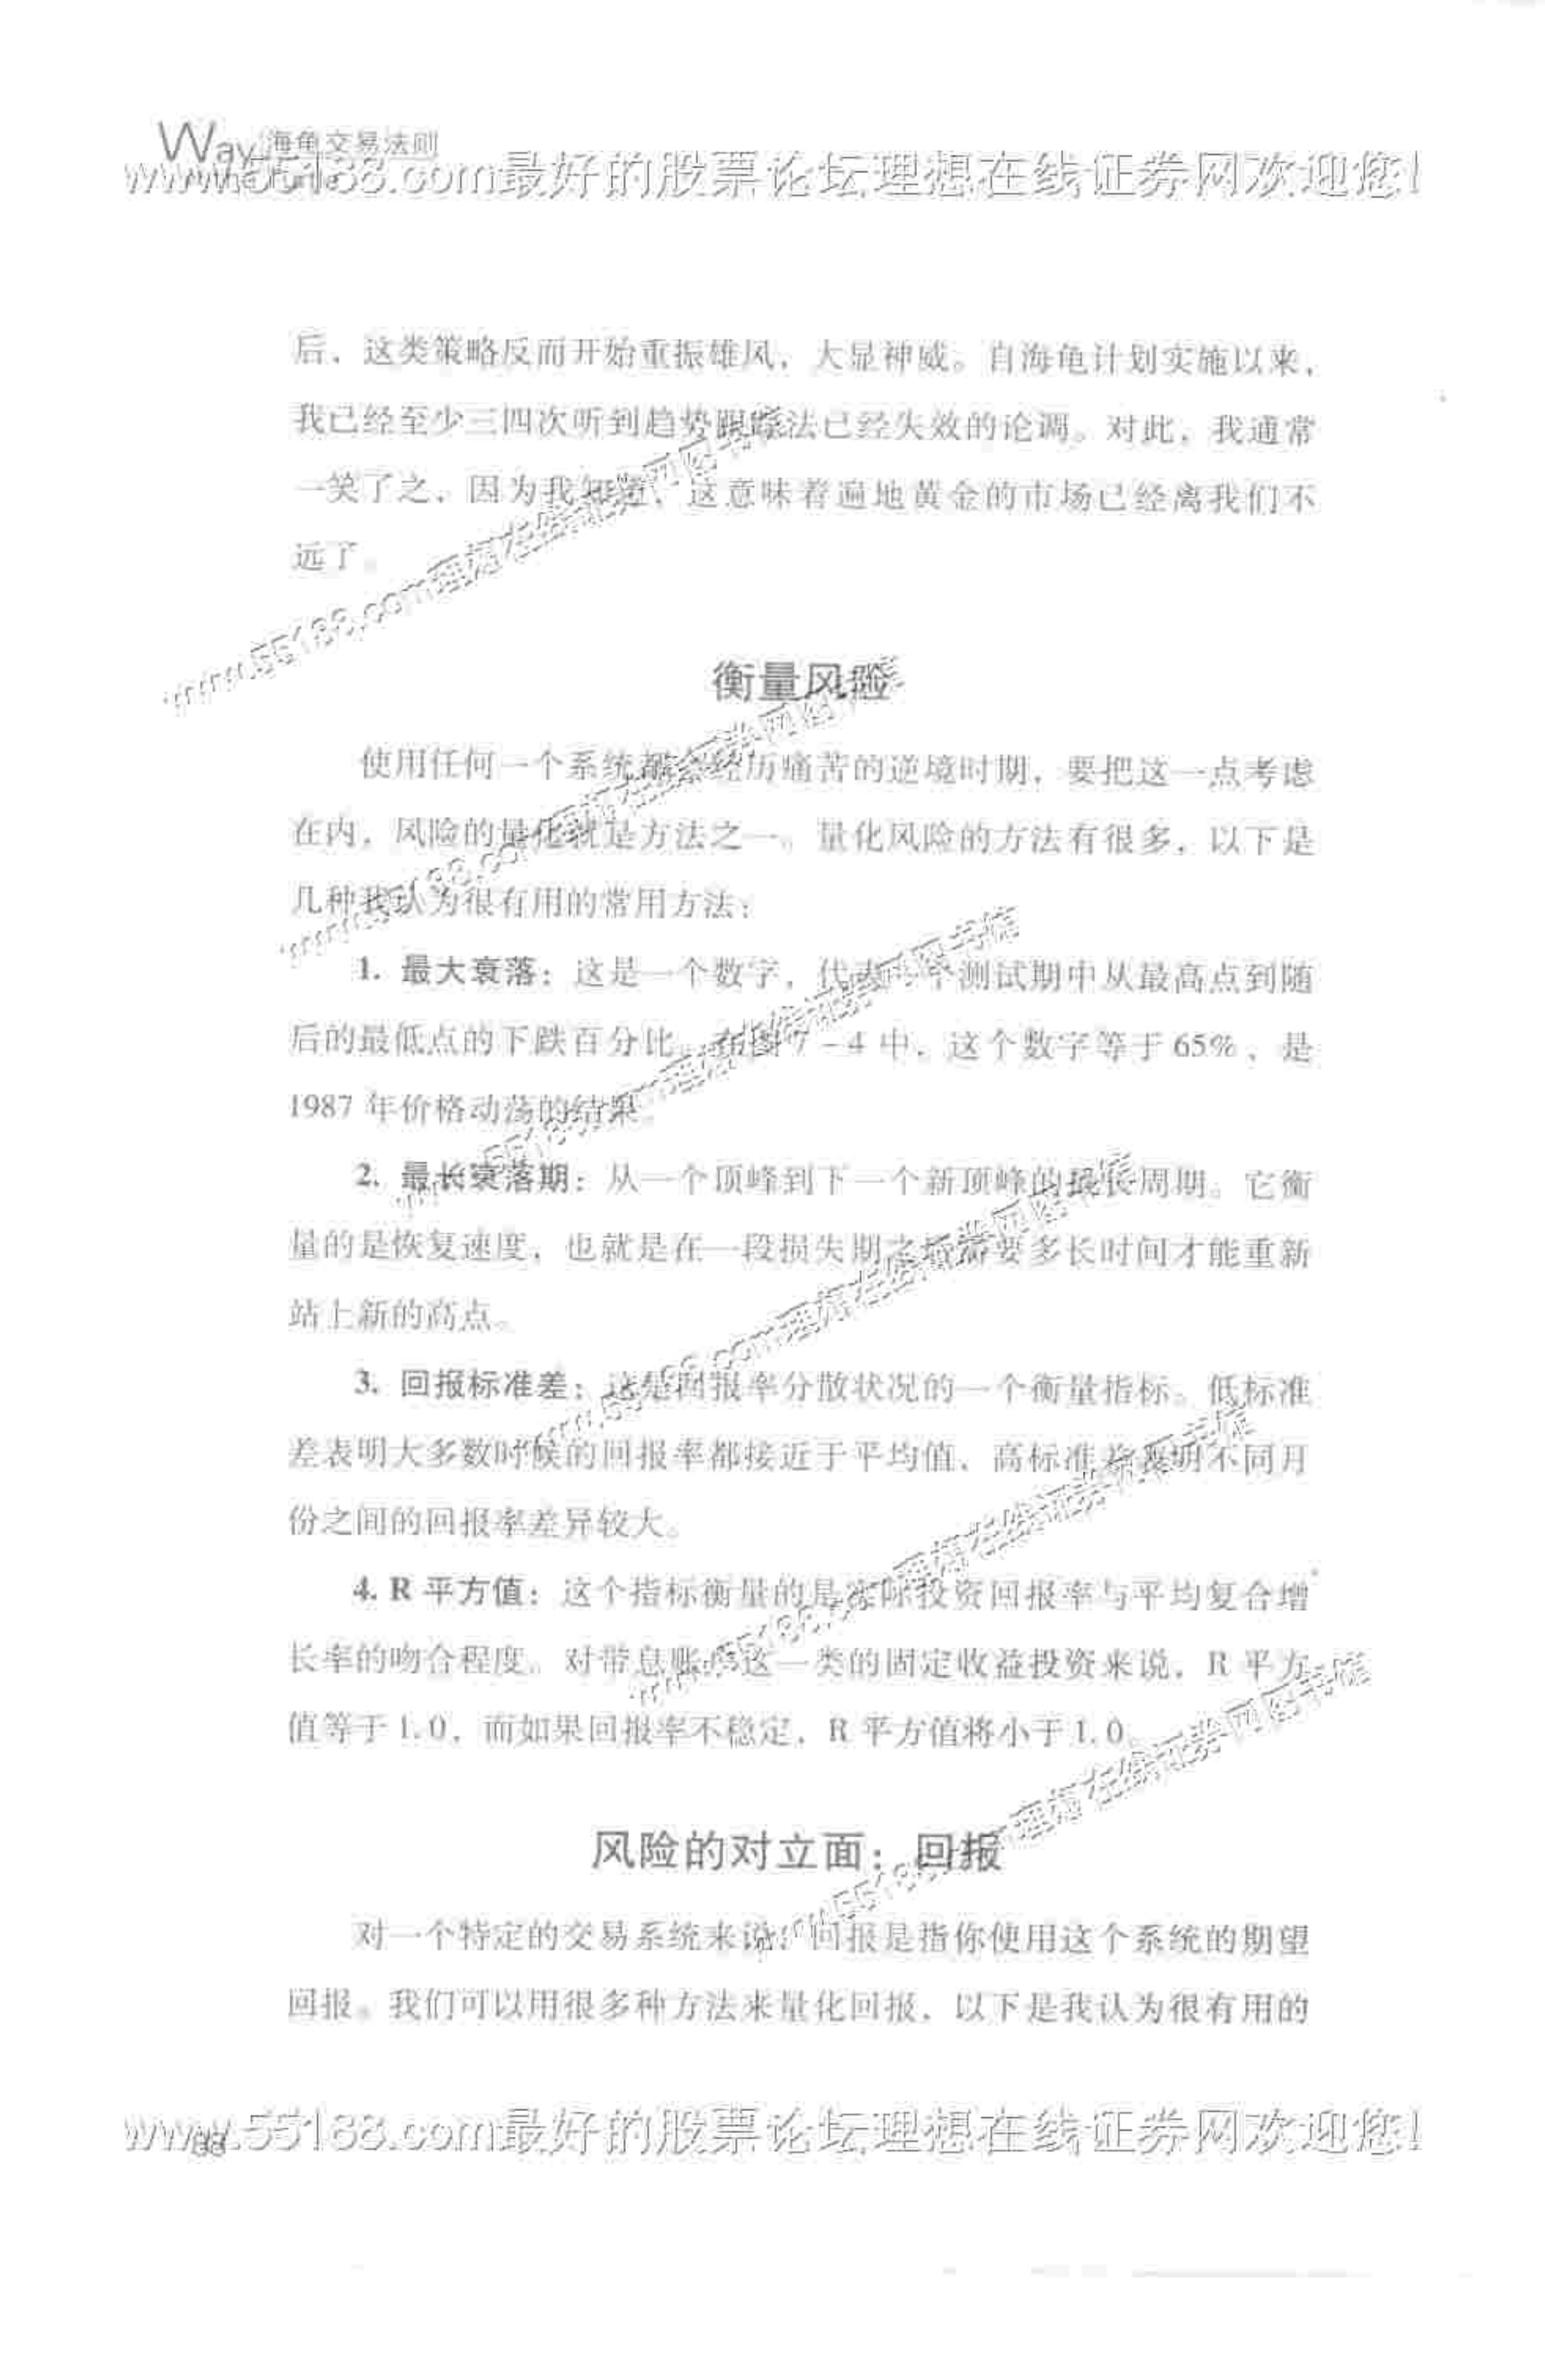 Way 海龟交易法则
www.55188.com最好的股票论坛理想在线证券网欢迎您!
后，这类策略反而开始重振雄风，大显神威。自海龟计划实施以来，
我已经至少三四次听到趋势跟踪法已经失效的论调。对此，我通常
一笑了之，因为我知道，这意味着遍地黄金的市场已经离我们不
远了。
衡量风险
使用任何一个系统都会经历痛苦的逆境时期，要把这一点考虑
在内，风险的量化就是方法之一。量化风险的方法有很多，以下是
几种我认为很有用的常用方法：
1. 最大衰落：这是一个数字，代表一个测试期中从最高点到随
后的最低点的下跌百分比。在图7－4中，这个数字等于65%，是
1987年价格动荡的结果。
2. 最长衰落期：从一个顶峰到下一个新顶峰的最长周期。它衡
量的是恢复速度，也就是在一段损失期之后需要多长时间才能重新
站上新的高点。
3. 回报标准差：这是回报率分散状况的一个衡量指标。低标准
差表明大多数时候的回报率都接近于平均值，高标准差表明不同月
份之间的回报率差异较大。
4. R平方值：这个指标衡量的是实际投资回报率与平均复合增
长率的吻合程度。对带息账户这一类的固定收益投资来说，R平方
值等于1.0，而如果回报率不稳定，R平方值将小于1.0。
风险的对立面：回报
对一个特定的交易系统来说，回报是指你使用这个系统的期望
回报。我们可以用很多种方法来量化回报，以下是我认为很有用的
www.55188.com最好的股票论坛理想在线证券网欢迎您!